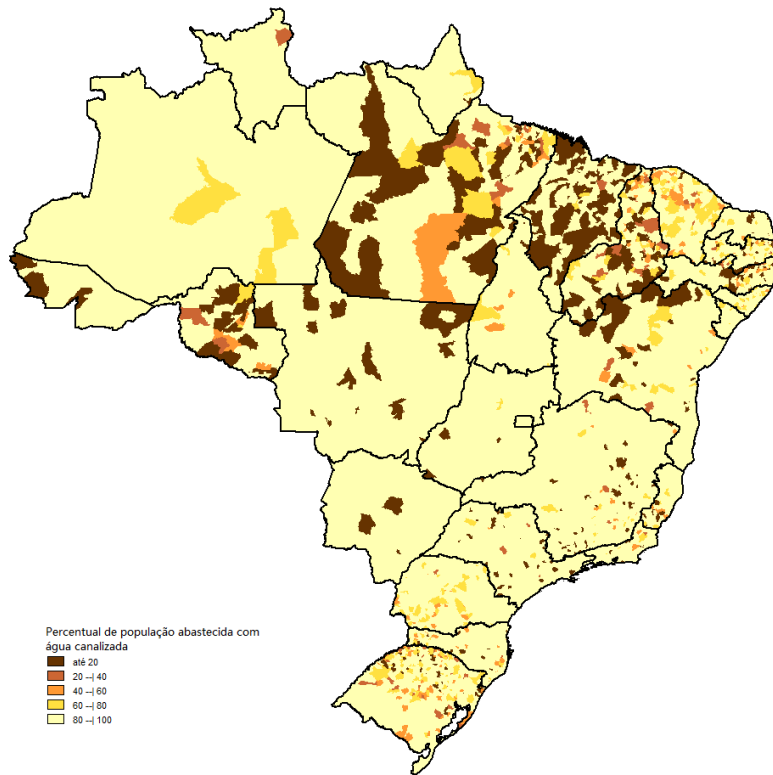 Percentual de população abastecida com
água canalizada
até 20
20 --| 40
40 --| 60
60 --| 80
80 --| 100